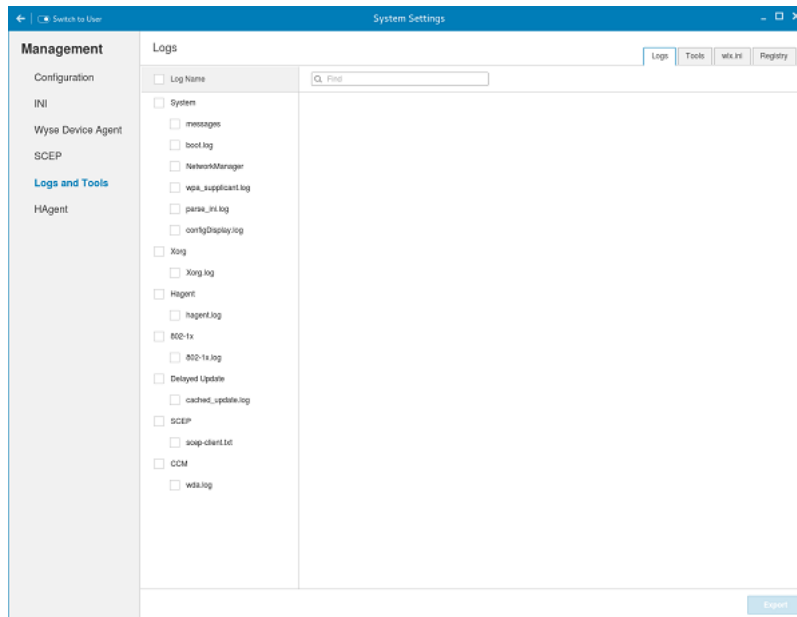 Switch to User
System Settings
Management
Configuration
INI
Wyse Device Agent
SCEP
Logs and Tools
HAgent
Logs
Logs
Tools
wlx.ini
Registry
Log Name
Find
System
messages
boot.log
NetworkManager
wpa_supplicant.log
parse_ini.log
configDisplay.log
Xorg
Xorg.log
Hagent
hagent.log
802-1x
802-1x.log
Delayed Update
cached_update.log
SCEP
scep-client.txt
CCM
wda.log
Export